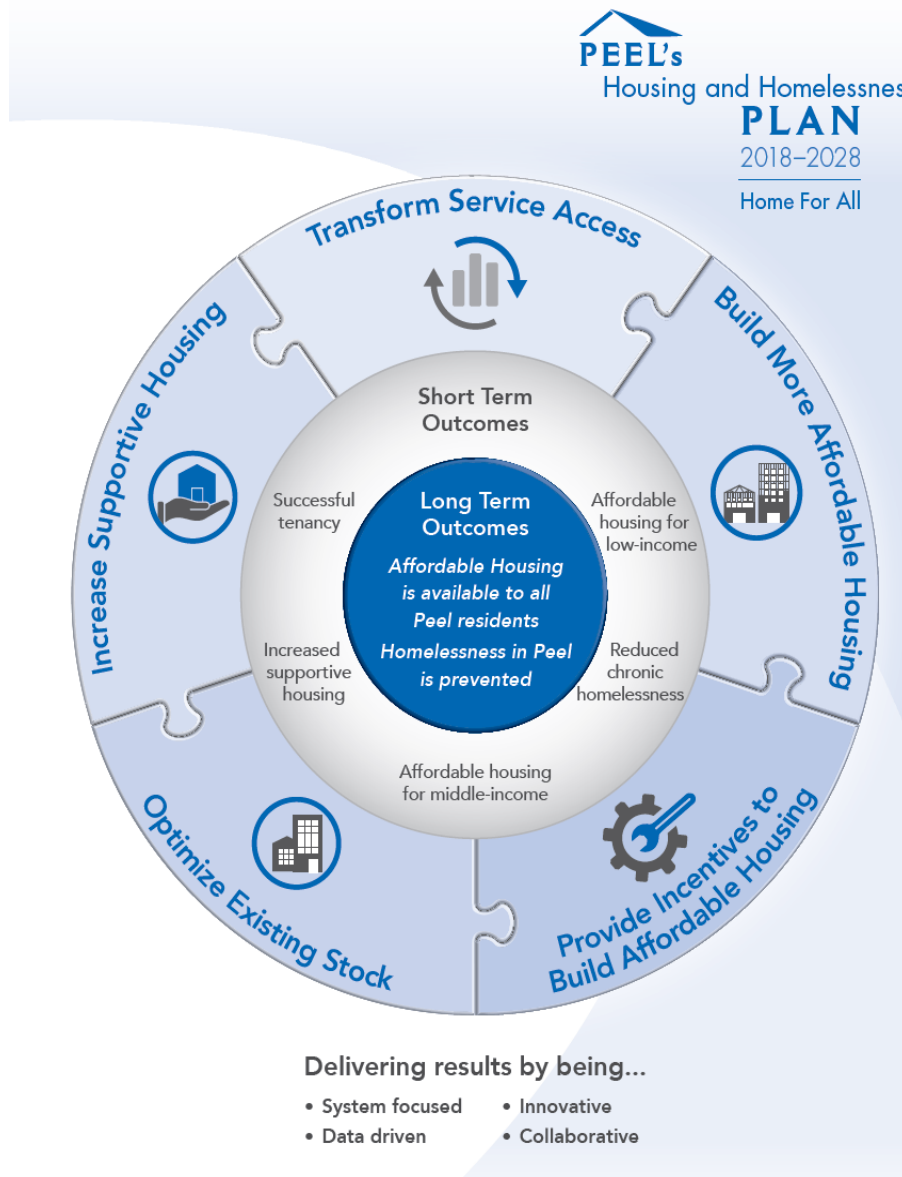 PEEL's
Housing and Homelessnes
PLAN
2018–2028
Home For All
Transform Service Access
Build More Affordable Housing
Provide Incentives to
Build Affordable Housing
Optimize Existing Stock
Increase Supportive Housing
Short Term
Outcomes
Successful
tenancy
Affordable
housing for
low-income
Increased
supportive
housing
Reduced
chronic
homelessness
Affordable housing
for middle-income
Long Term
Outcomes
Affordable Housing
is available to all
Peel residents
Homelessness in Peel
is prevented
Delivering results by being...
• System focused
• Data driven
• Innovative
• Collaborative